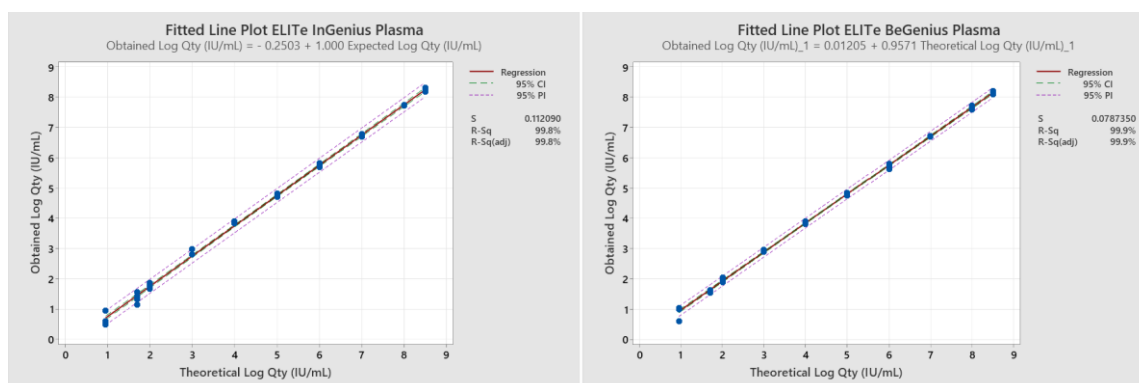 Fitted Line Plot ELITe InGenius Plasma
Obtained Log Qty (IU/mL) = - 0.2503 + 1.000 Expected Log Qty (IU/mL)
9
8
7
6
5
4
3
2
1
0
Obtained Log Qty (IU/mL)
0 1 2 3 4 5 6 7 8 9
Theoretical Log Qty (IU/mL)
Regression
95% CI
95% PI
S 0.112090
R-Sq 99.8%
R-Sq(adj) 99.8%
Fitted Line Plot ELITe BeGenius Plasma
Obtained Log Qty (IU/mL)_1 = 0.01205 + 0.9571 Theoretical Log Qty (IU/mL)_1
9
8
7
6
5
4
3
2
1
0
Obtained Log Qty (IU/mL)
0 1 2 3 4 5 6 7 8 9
Theoretical Log Qty (IU/mL)
Regression
95% CI
95% PI
S 0.0787350
R-Sq 99.9%
R-Sq(adj) 99.9%